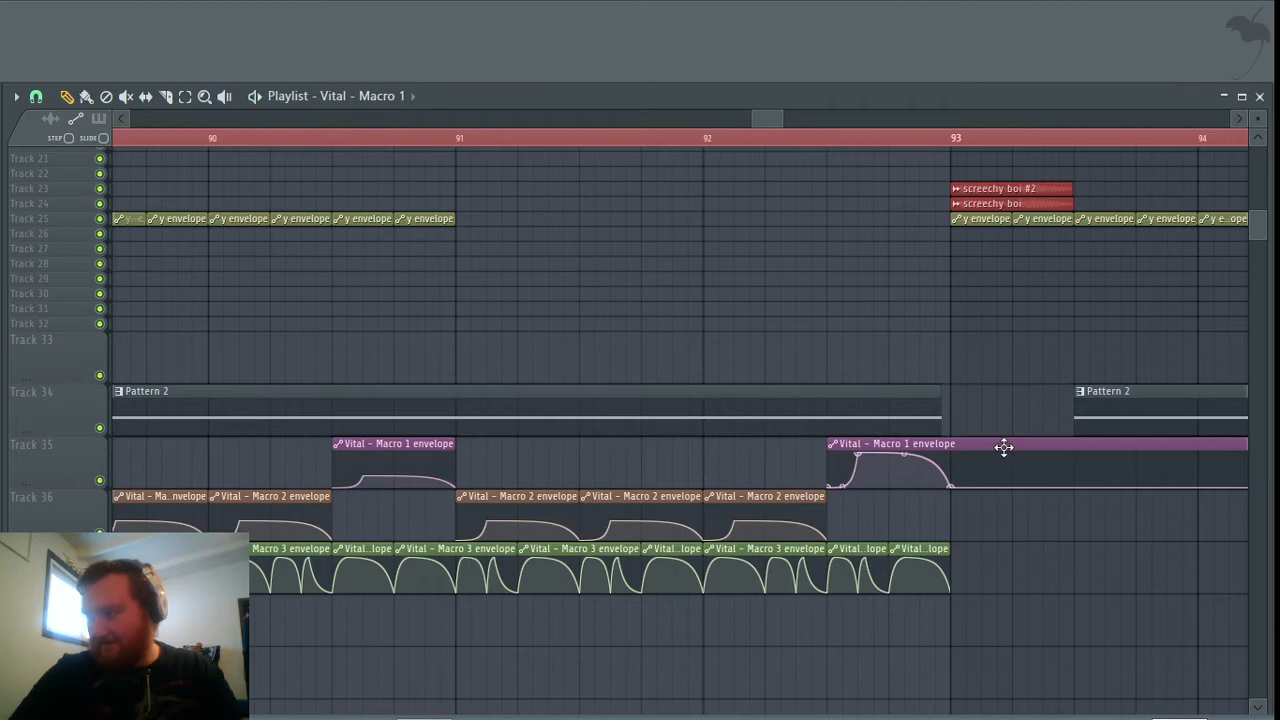 Playlist - Vital - Macro 1
STEP SLIDE
90 91 92 93 94
Track 21
Track 22
Track 23 screechy boi #2
Track 24 screechy boi
Track 25 y envelope y envelope y envelope y envelope y envelope y envelope y envelope y envelope y envelope y e..ope
Track 26
Track 27
Track 28
Track 29
Track 30
Track 31
Track 32
Track 33
Track 34 Pattern 2 Pattern 2
Track 35 Vital - Macro 1 envelope Vital - Macro 1 envelope
Track 36 Vital - Ma..nvelope Vital - Macro 2 envelope Vital - Macro 2 envelope Vital - Macro 2 envelope Vital - Macro 2 envelope
Macro 3 envelope Vital..lope Vital - Macro 3 envelope Vital - Macro 3 envelope Vital..lope Vital - Macro 3 envelope Vital..lope Vital..lope